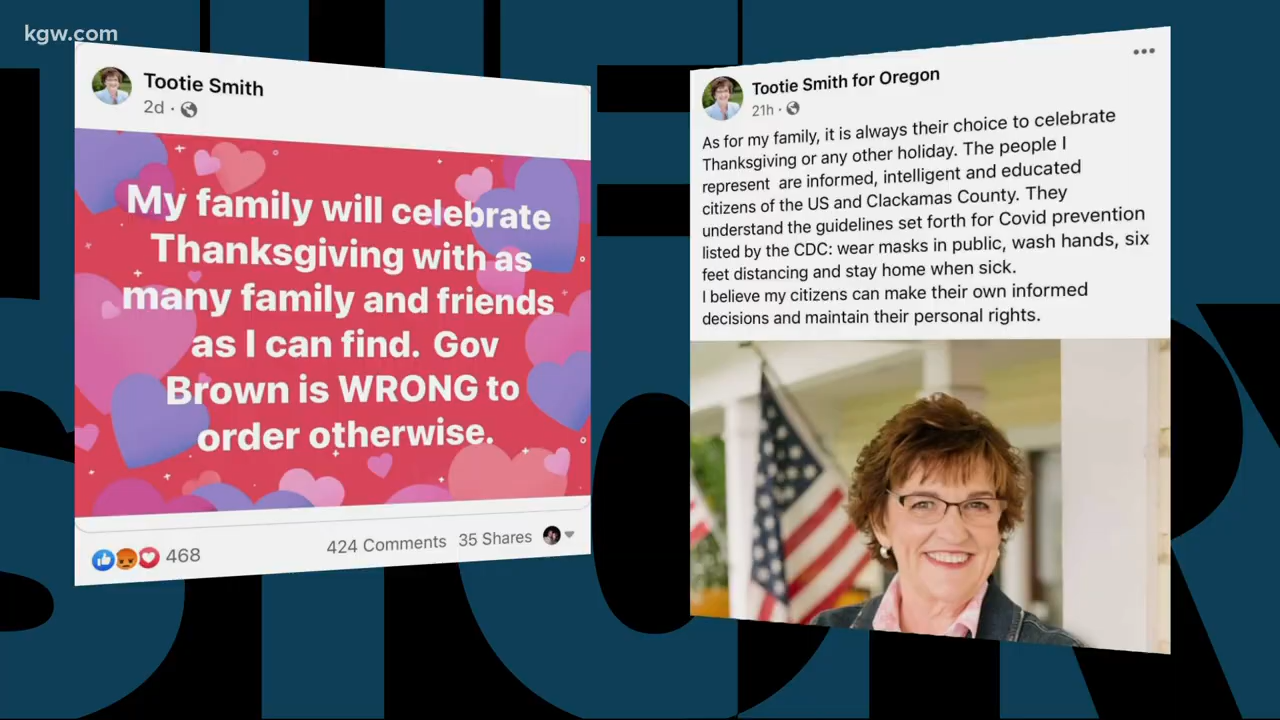 kgw.com
Tootie Smith
2d ·
My family will celebrate
Thanksgiving with as
many family and friends
as I can find. Gov
Brown is WRONG to
order otherwise.
468
424 Comments 35 Shares
Tootie Smith for Oregon
21h ·
As for my family, it is always their choice to celebrate
Thanksgiving or any other holiday. The people I
represent are informed, intelligent and educated
citizens of the US and Clackamas County. They
understand the guidelines set forth for Covid prevention
listed by the CDC: wear masks in public, wash hands, six
feet distancing and stay home when sick.
I believe my citizens can make their own informed
decisions and maintain their personal rights.